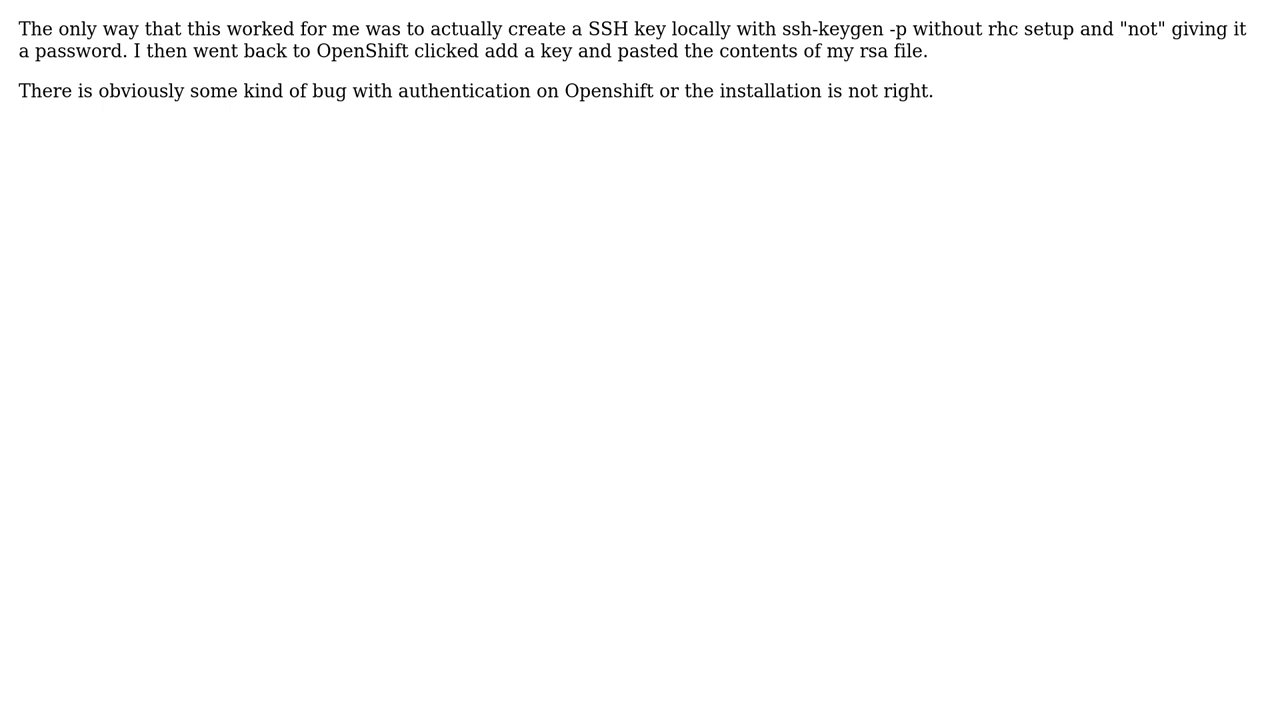 The only way that this worked for me was to actually create a SSH key locally with ssh-keygen -p without rhc setup and "not" giving it
a password. I then went back to OpenShift clicked add a key and pasted the contents of my rsa file.
There is obviously some kind of bug with authentication on Openshift or the installation is not right.